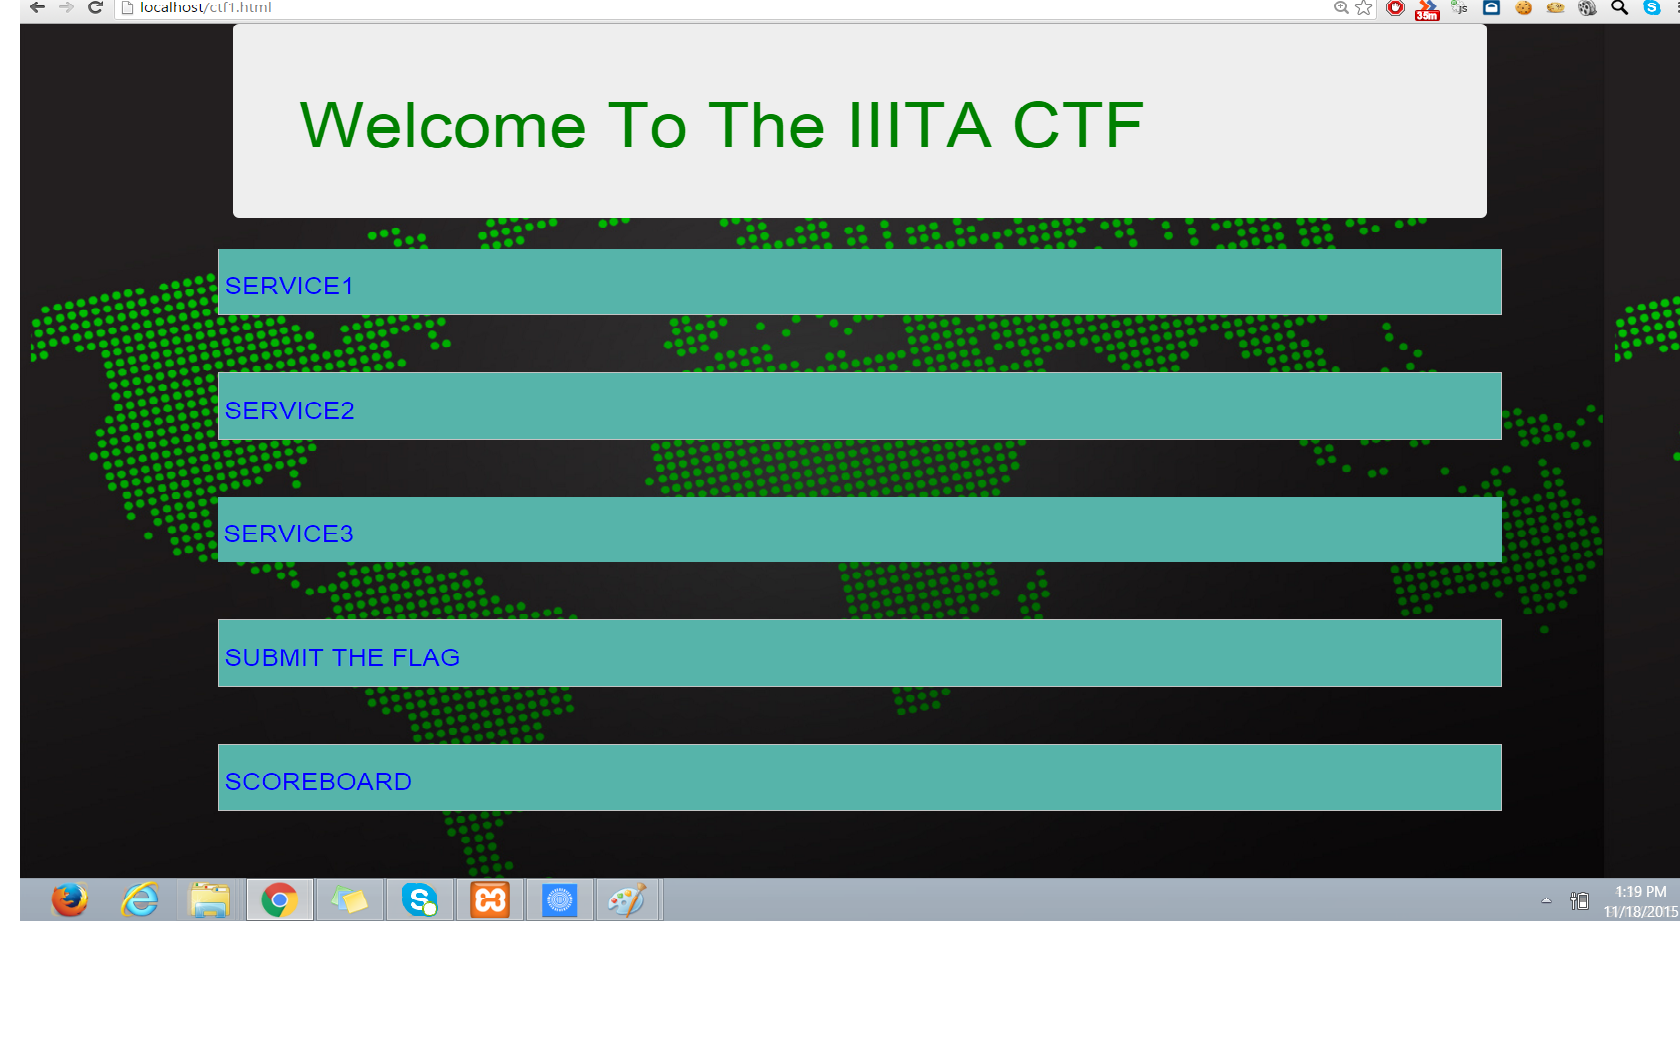 localhost/ctf1.html
35m
js
Welcome To The IIITA CTF
SERVICE1
SERVICE2
SERVICE3
SUBMIT THE FLAG
SCOREBOARD
1:19 PM
11/18/2015